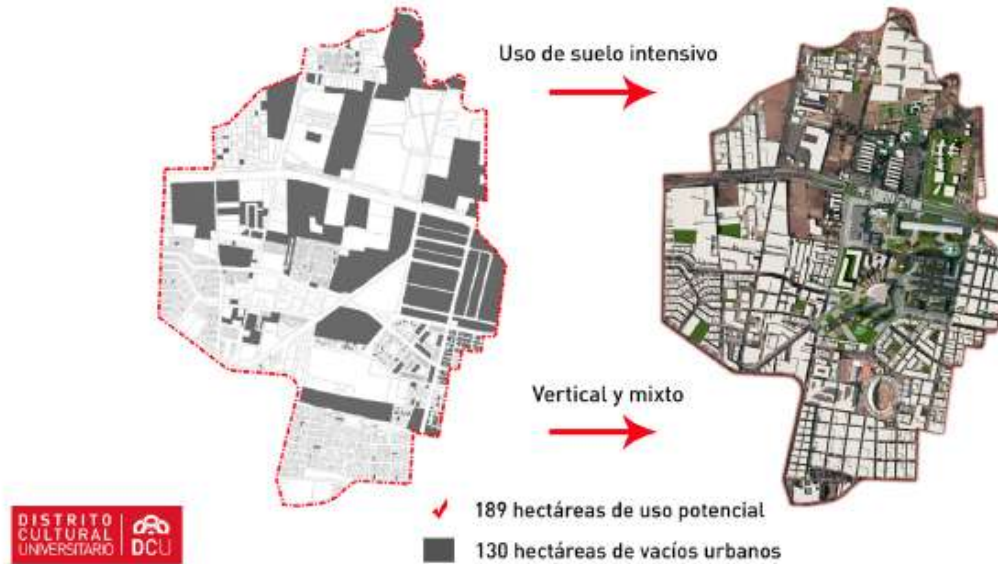 Uso de suelo intensivo
Vertical y mixto
189 hectáreas de uso potencial
130 hectáreas de vacíos urbanos
DISTRITO
CULTURAL
UNIVERSITARIO
DCU